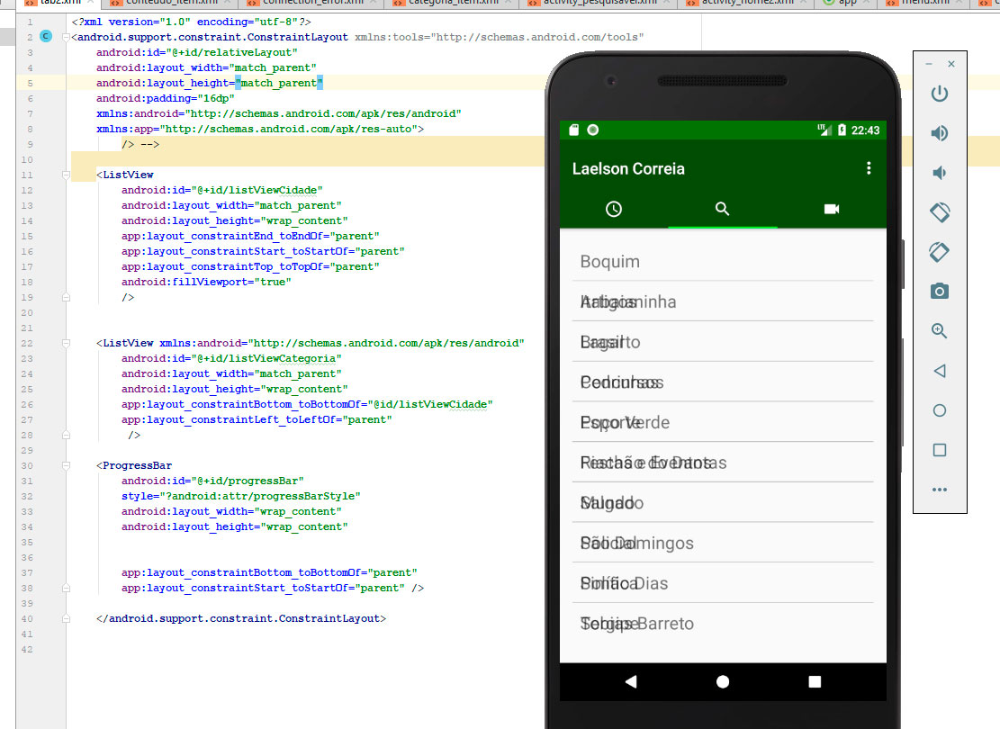 tab2.xml conteudo_item.xml connection_error.xml categoria_item.xml activity_pesquisavel.xml activity_home2.xml app menu.xml
1 <?xml version="1.0" encoding="utf-8"?>
2 <android.support.constraint.ConstraintLayout xmlns:tools="http://schemas.android.com/tools"
3 android:id="@+id/relativeLayout"
4 android:layout_width="match_parent"
5 android:layout_height="match_parent"
6 android:padding="16dp"
7 xmlns:android="http://schemas.android.com/apk/res/android"
8 xmlns:app="http://schemas.android.com/apk/res-auto">
9 /> -->
10
11 <ListView
12 android:id="@+id/listViewCidade"
13 android:layout_width="match_parent"
14 android:layout_height="wrap_content"
15 app:layout_constraintEnd_toEndOf="parent"
16 app:layout_constraintStart_toStartOf="parent"
17 app:layout_constraintTop_toTopOf="parent"
18 android:fillViewport="true"
19 />
20
21
22 <ListView xmlns:android="http://schemas.android.com/apk/res/android"
23 android:id="@+id/listViewCategoria"
24 android:layout_width="match_parent"
25 android:layout_height="wrap_content"
26 app:layout_constraintBottom_toBottomOf="@id/listViewCidade"
27 app:layout_constraintLeft_toLeftOf="parent"
28 />
29
30 <ProgressBar
31 android:id="@+id/progressBar"
32 style="?android:attr/progressBarStyle"
33 android:layout_width="wrap_content"
34 android:layout_height="wrap_content"
35
36
37 app:layout_constraintBottom_toBottomOf="parent"
38 app:layout_constraintStart_toStartOf="parent" />
39
40 </android.support.constraint.ConstraintLayout>
41
42
C
LTE 22:43
Laelson Correia
Boquim
Artigos
Brasil Lagarto
Pedrinhas
Esporte Poço Verde
Festas e Eventos Riachão do Dantas
Mundo Salgado
Policial São Domingos
Política Simão Dias
Sergipe Tobias Barreto